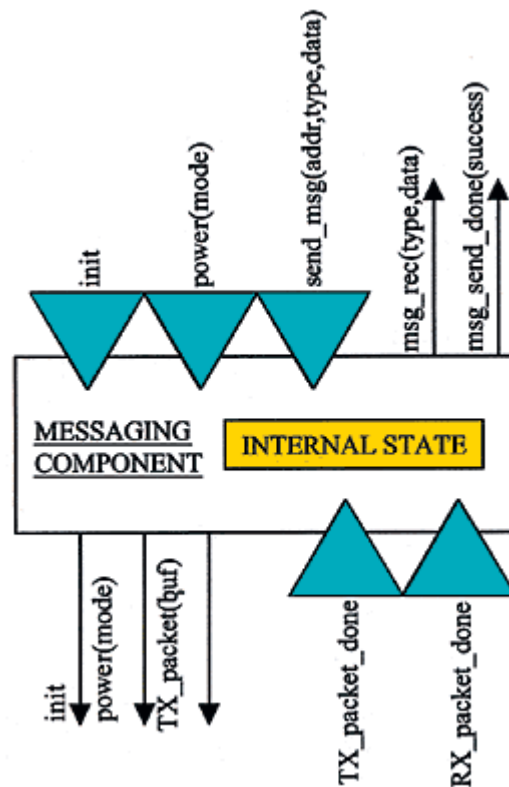 init
power(mode)
send_msg(addr,type,data)
msg_rec(type,data)
msg_send_done(success)
MESSAGING
COMPONENT
INTERNAL STATE
init
power(mode)
TX_packet(buf)
TX_packet_done
RX_packet_done